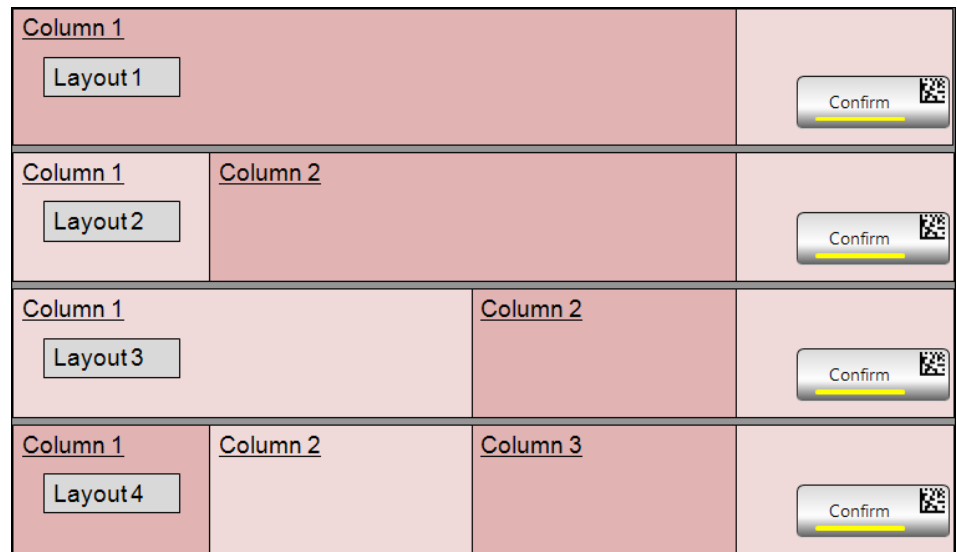 Column 1
Layout 1
Confirm
Column 1 Column 2
Layout 2
Confirm
Column 1 Column 2
Layout 3
Confirm
Column 1 Column 2 Column 3
Layout 4
Confirm